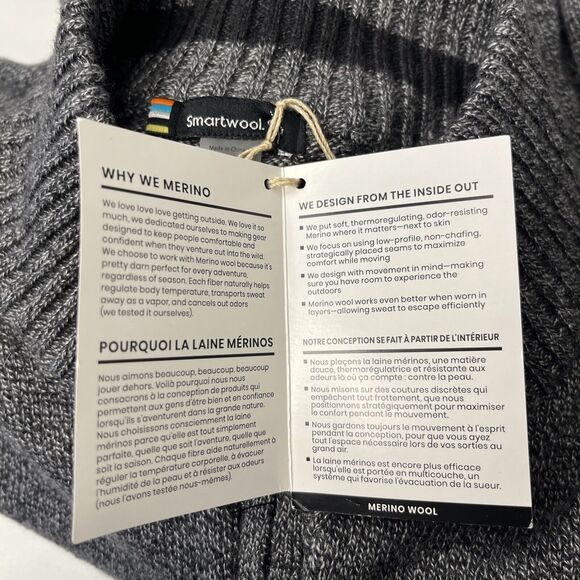 smartwool.
Made in China
WHY WE MERINO
We love love love getting outside. We love it so
much, we dedicated ourselves to making gear
designed to keep people comfortable and
confident when they venture out into the wild.
We choose to work with Merino wool because it's
pretty darn perfect for every adventure,
regardless of season. Each fiber naturally helps
regulate body temperature, transports sweat
away as a vapor, and cancels out odors
(we tested it ourselves).
POURQUOI LA LAINE MÉRINOS
Nous aimons beaucoup, beaucoup, beaucoup
jouer dehors. Voilà pourquoi nous nous
consacrons à la conception de produits qui
permettent aux gens d'être bien et en confiance
lorsqu'ils s'aventurent dans la grande nature.
Nous choisissons consciemment la laine
mérinos parce qu'elle est tout simplement
parfaite, quelle que soit l'aventure, quelle que
soit la saison. Chaque fibre aide naturellement à
réguler la température corporelle, à évacuer
l'humidité de la peau et à résister aux odeurs
(nous l'avons testée nous-mêmes).
WE DESIGN FROM THE INSIDE OUT
■ We put soft, thermoregulating, odor-resisting
Merino where it matters—next to skin
■ We focus on using low-profile, non-chafing,
strategically placed seams to maximize
comfort while moving
■ We design with movement in mind—making
sure you have room to experience the
outdoors
■ Merino wool works even better when worn in
layers—allowing sweat to escape efficiently
NOTRE CONCEPTION SE FAIT À PARTIR DE L'INTÉRIEUR
■ Nous plaçons la laine mérinos, une matière
douce, thermorégulatrice et résistante aux
odeurs là où ça compte : contre la peau.
■ Nous misons sur des coutures discrètes qui
empêchent tout frottement, que nous
positionnons stratégiquement pour maximiser
le confort pendant le mouvement.
■ Nous gardons toujours le mouvement à l'esprit
pendant la conception, pour que vous ayez
tout l'espace nécessaire lors de vos sorties au
grand air.
■ La laine mérinos est encore plus efficace
lorsqu'elle est portée en multicouche, un
système qui favorise l'évacuation de la sueur.
MERINO WOOL